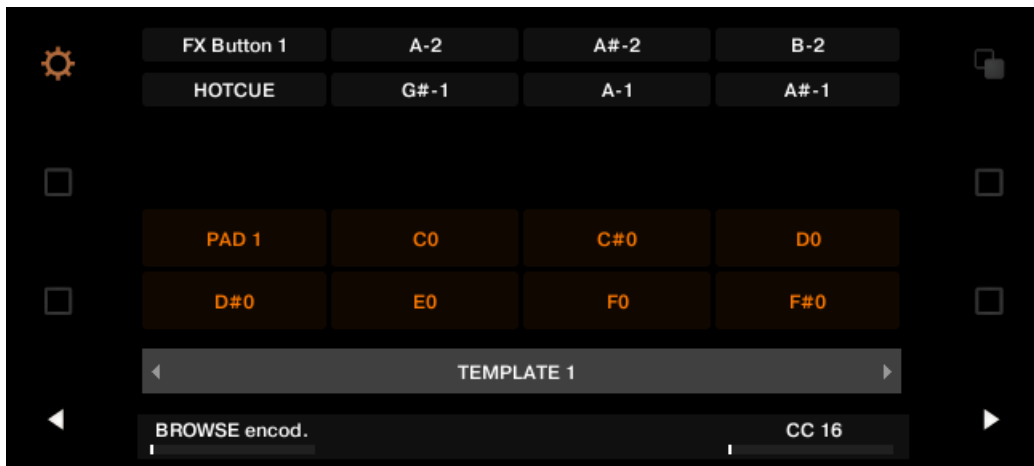 FX Button 1 A-2 A#-2 B-2
HOTCUE G#-1 A-1 A#-1
PAD 1 C0 C#0 D0
D#0 E0 F0 F#0
TEMPLATE 1
BROWSE encod. CC 16